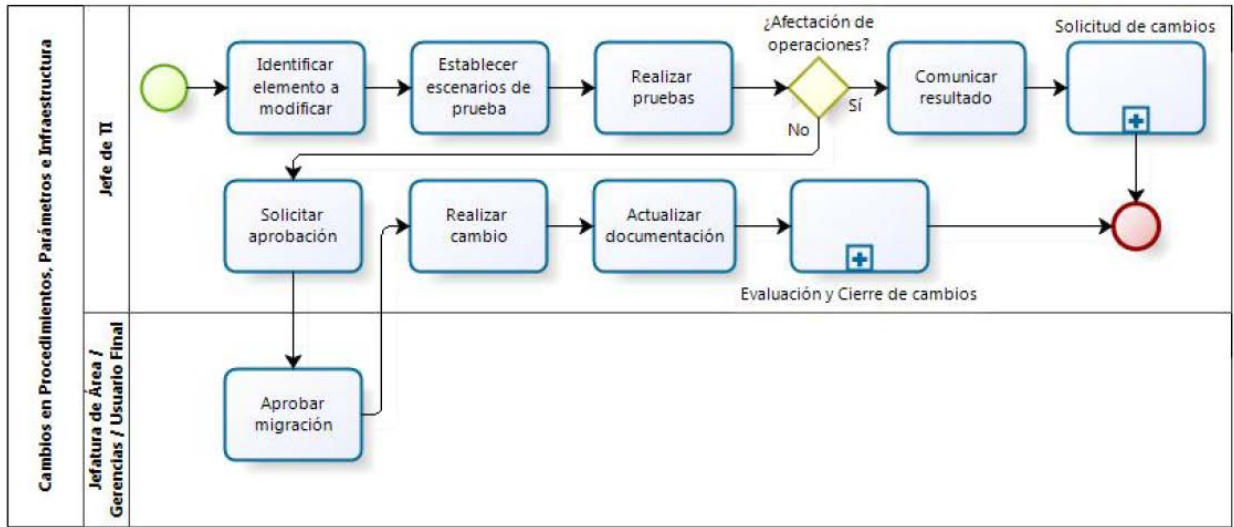 Cambios en Procedimientos, Parámetros e Infraestructura
Jefe de TI
¿Afectación de
operaciones?
Solicitud de cambios
Identificar
elemento a
modificar
Establecer
escenarios de
prueba
Realizar
pruebas
Sí
No
Comunicar
resultado
Solicitar
aprobación
Realizar
cambio
Actualizar
documentación
Evaluación y Cierre de cambios
Jefatura de Área /
Gerencias / Usuario Final
Aprobar
migración